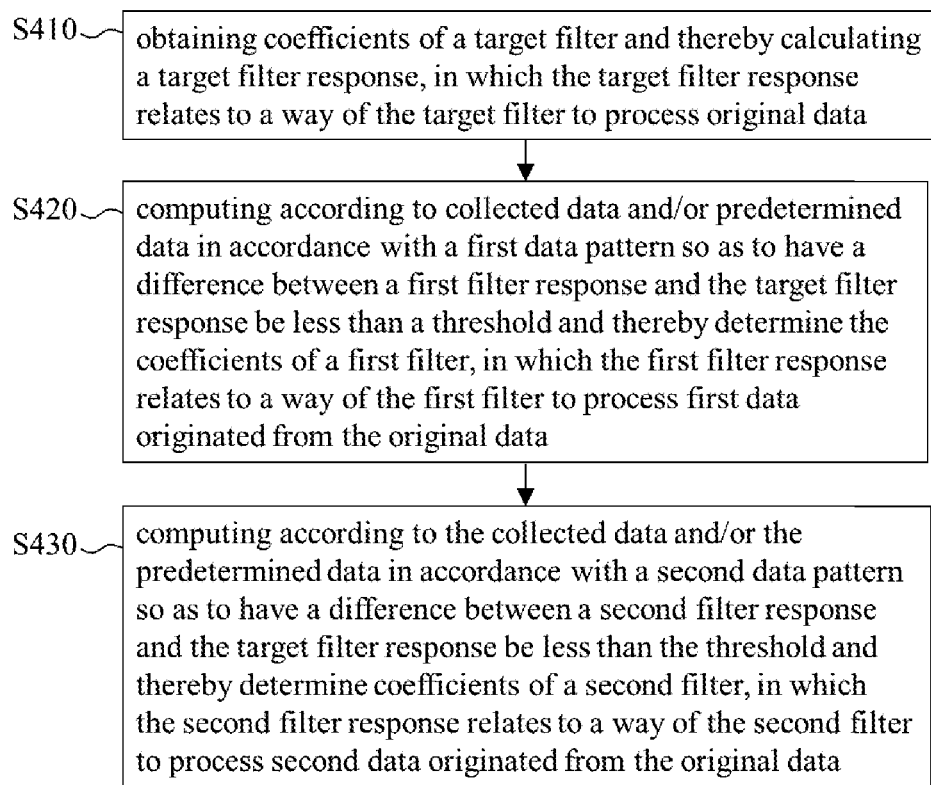 S410
obtaining coefficients of a target filter and thereby calculating
a target filter response, in which the target filter response
relates to a way of the target filter to process original data
S420
computing according to collected data and/or predetermined
data in accordance with a first data pattern so as to have a
difference between a first filter response and the target filter
response be less than a threshold and thereby determine the
coefficients of a first filter, in which the first filter response
relates to a way of the first filter to process first data
originated from the original data
S430
computing according to the collected data and/or the
predetermined data in accordance with a second data pattern
so as to have a difference between a second filter response
and the target filter response be less than the threshold and
thereby determine coefficients of a second filter, in which
the second filter response relates to a way of the second filter
to process second data originated from the original data